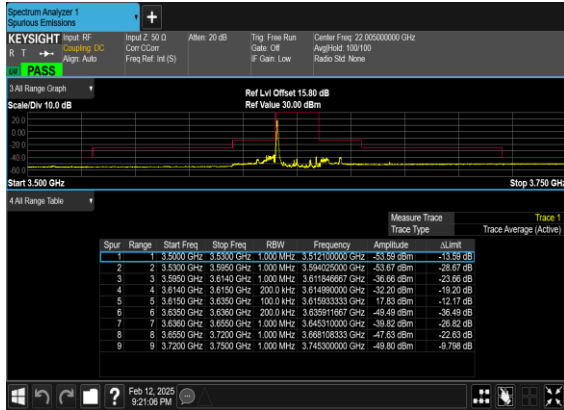 Spectrum Analyzer 1
Spurious Emissions
+
KEYSIGHT Input: RF Input Z: 50 Ω Atten: 20 dB Trig: Free Run Center Freq: 22.005000000 GHz
R T Coupling: DC Corr CCorr Gate: Off Avg|Hold: 100/100
Align: Auto Freq Ref: Int (S) IF Gain: Low Radio Std: None
PASS
3 All Range Graph
Ref Lvl Offset 15.80 dB
Scale/Div 10.0 dB Ref Value 30.00 dBm
20.0
0.00
-20.0
-40.0
-60.0
Start 3.500 GHz Stop 3.750 GHz
4 All Range Table
Measure Trace Trace 1
Trace Type Trace Average (Active)
Spur Range Start Freq Stop Freq RBW Frequency Amplitude ΔLimit
1 1 3.5000 GHz 3.5300 GHz 1.000 MHz 3.512100000 GHz -53.59 dBm -13.59 dB
2 2 3.5300 GHz 3.5950 GHz 1.000 MHz 3.594025000 GHz -53.67 dBm -28.67 dB
3 3 3.5950 GHz 3.6140 GHz 1.000 MHz 3.611846667 GHz -36.66 dBm -23.66 dB
4 4 3.6140 GHz 3.6150 GHz 200.0 kHz 3.614990000 GHz -32.20 dBm -19.20 dB
5 5 3.6150 GHz 3.6350 GHz 100.0 kHz 3.615933333 GHz 17.83 dBm -12.17 dB
6 6 3.6350 GHz 3.6360 GHz 200.0 kHz 3.635911667 GHz -49.49 dBm -36.49 dB
7 7 3.6360 GHz 3.6550 GHz 1.000 MHz 3.645310000 GHz -39.82 dBm -26.82 dB
8 8 3.6550 GHz 3.7200 GHz 1.000 MHz 3.668108333 GHz -47.63 dBm -22.63 dB
9 9 3.7200 GHz 3.7500 GHz 1.000 MHz 3.745300000 GHz -49.80 dBm -9.798 dB
? Feb 12, 2025
9:21:06 PM